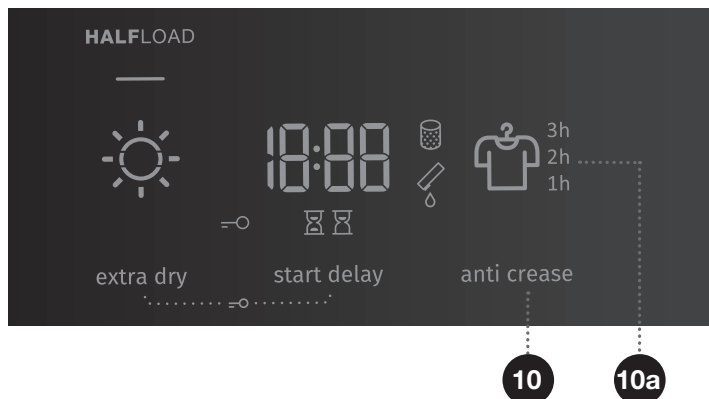 HALFLOAD
18:88
3h
2h
1h
extra dry
start delay
anti crease
10
10a